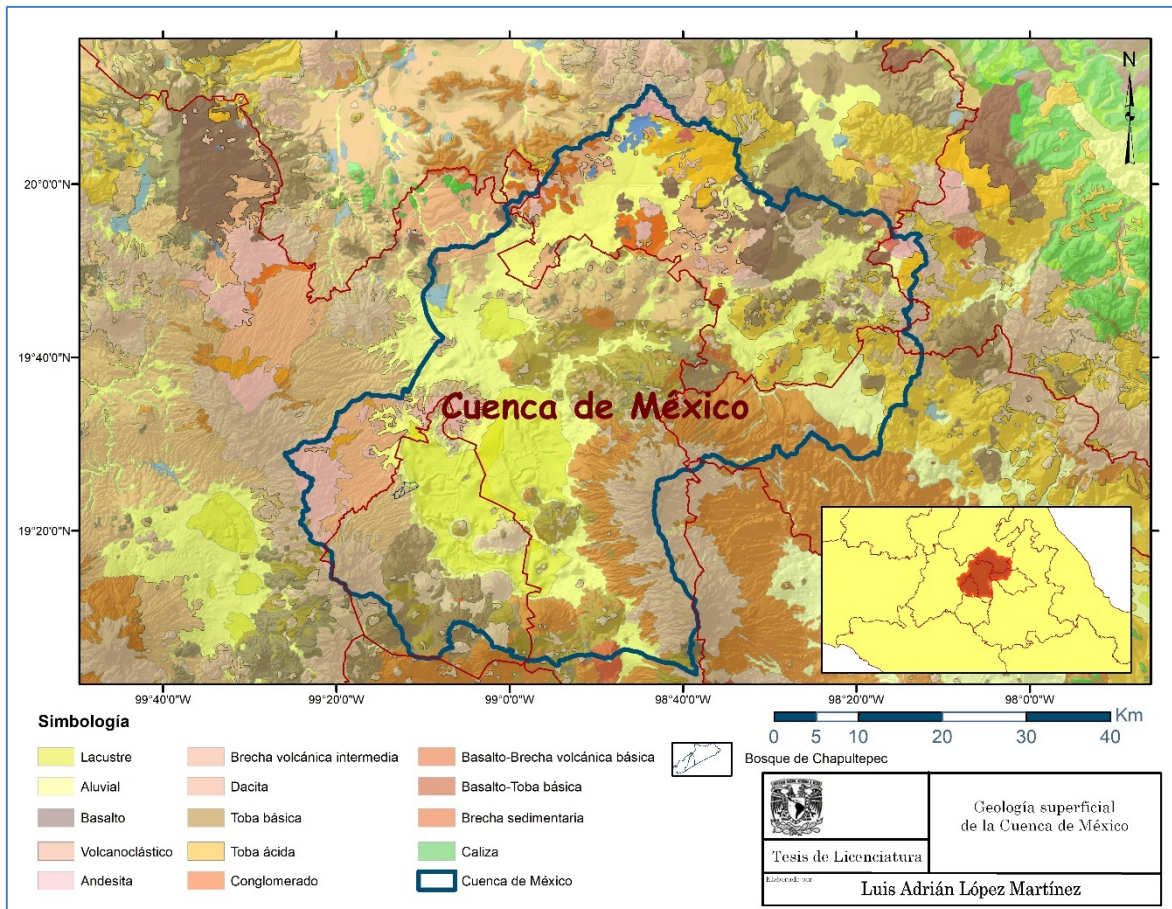 N
20°0'0"N
19°40'0"N
19°20'0"N
Cuenca de México
99°40'0"W
99°20'0"W
99°0'0"W
98°40'0"W
98°20'0"W
98°0'0"W
Simbología
Lacustre
Aluvial
Basalto
Volcanoclástico
Andesita
Brecha volcánica intermedia
Dacita
Toba básica
Toba ácida
Conglomerado
Basalto-Brecha volcánica básica
Basalto-Toba básica
Brecha sedimentaria
Caliza
Cuenca de México
Km
0 5 10 20 30 40
Bosque de Chapultepec
Geología superficial
de la Cuenca de México
Tesis de Licenciatura
Elaborado por
Luis Adrián López Martínez